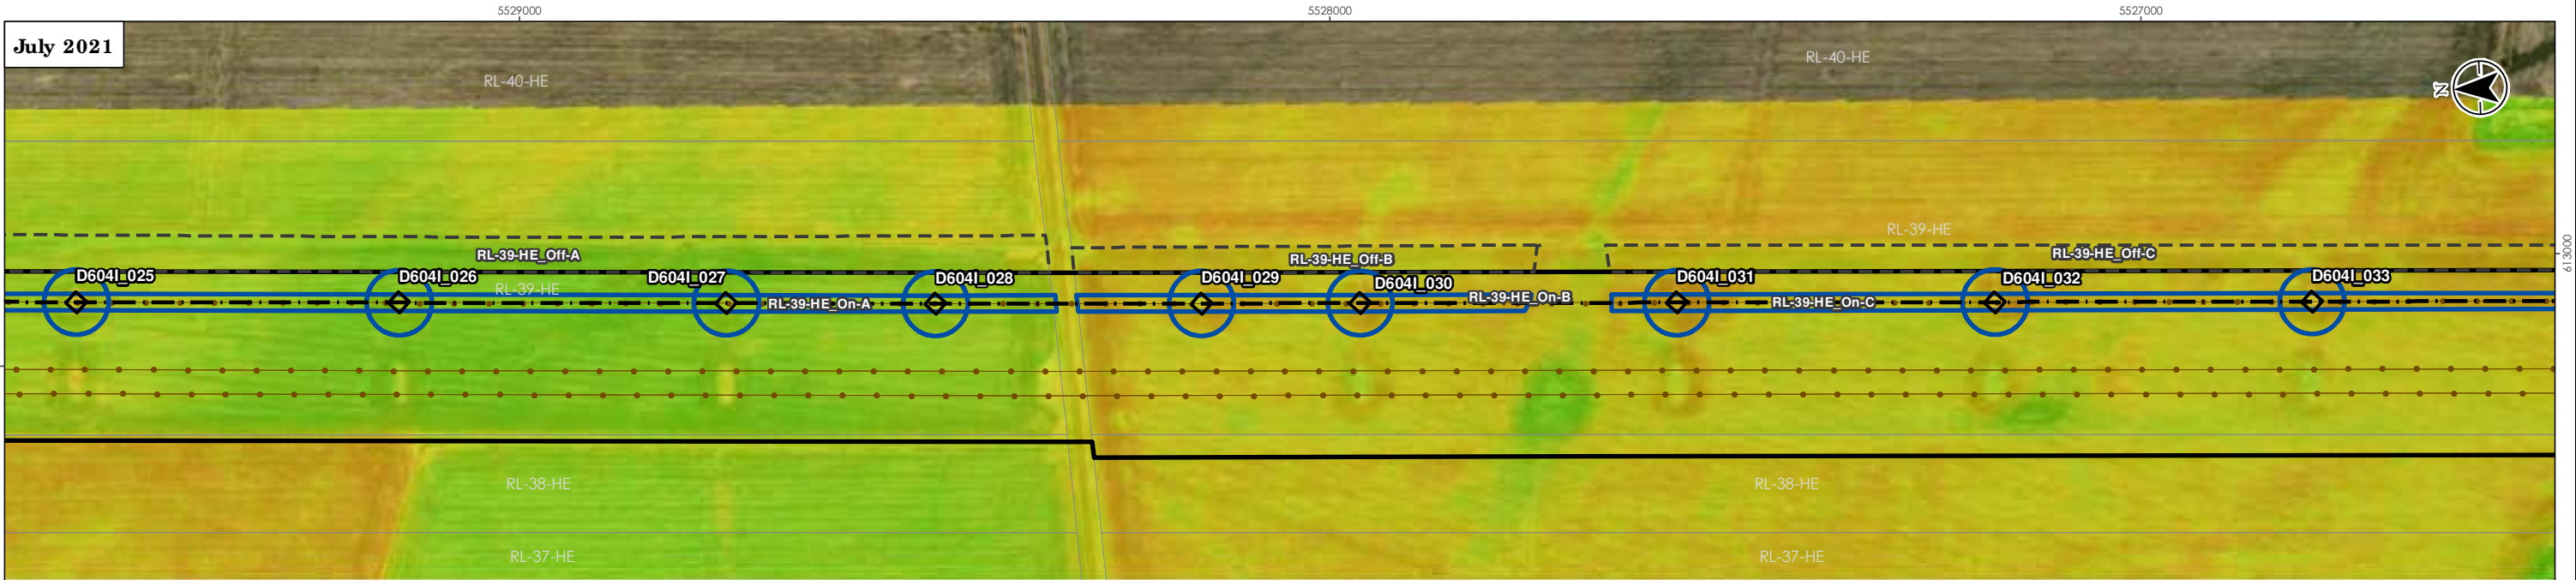 5529000
5528000
5527000
July 2021
RL-40-HE
RL-40-HE
N
RL-39-HE
613000
RL-39-HE_Off-A
RL-39-HE_Off-B
RL-39-HE_Off-C
D604I_025
D604I_026
D604I_027
D604I_028
D604I_029
D604I_030
D604I_031
D604I_032
D604I_033
RL-39-HE
RL-39-HE_On-A
RL-39-HE_On-B
RL-39-HE_On-C
RL-38-HE
RL-38-HE
RL-37-HE
RL-37-HE